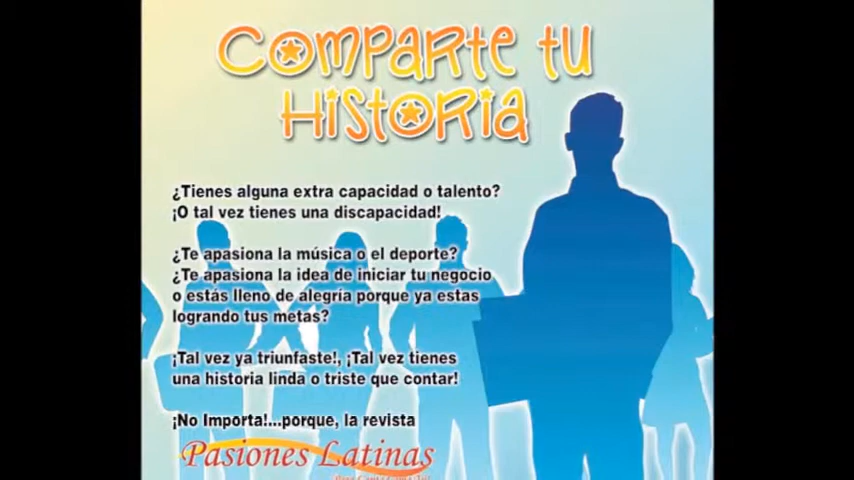 Comparte tu
Historia
¿Tienes alguna extra capacidad o talento?
¡O tal vez tienes una discapacidad!
¿Te apasiona la música o el deporte?
¿Te apasiona la idea de iniciar tu negocio
o estás lleno de alegría porque ya estas
logrando tus metas?
¡Tal vez ya triunfaste!, ¡Tal vez tienes
una historia linda o triste que contar!
¡No Importa!...porque, la revista
Pasiones Latinas